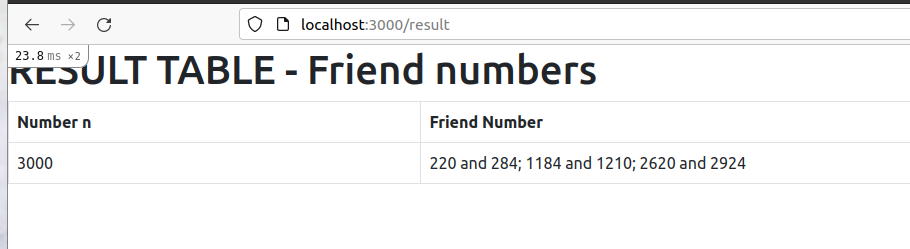 localhost:3000/result
23.8 ms ×2
RESULT TABLE - Friend numbers
Number n Friend Number
3000 220 and 284; 1184 and 1210; 2620 and 2924